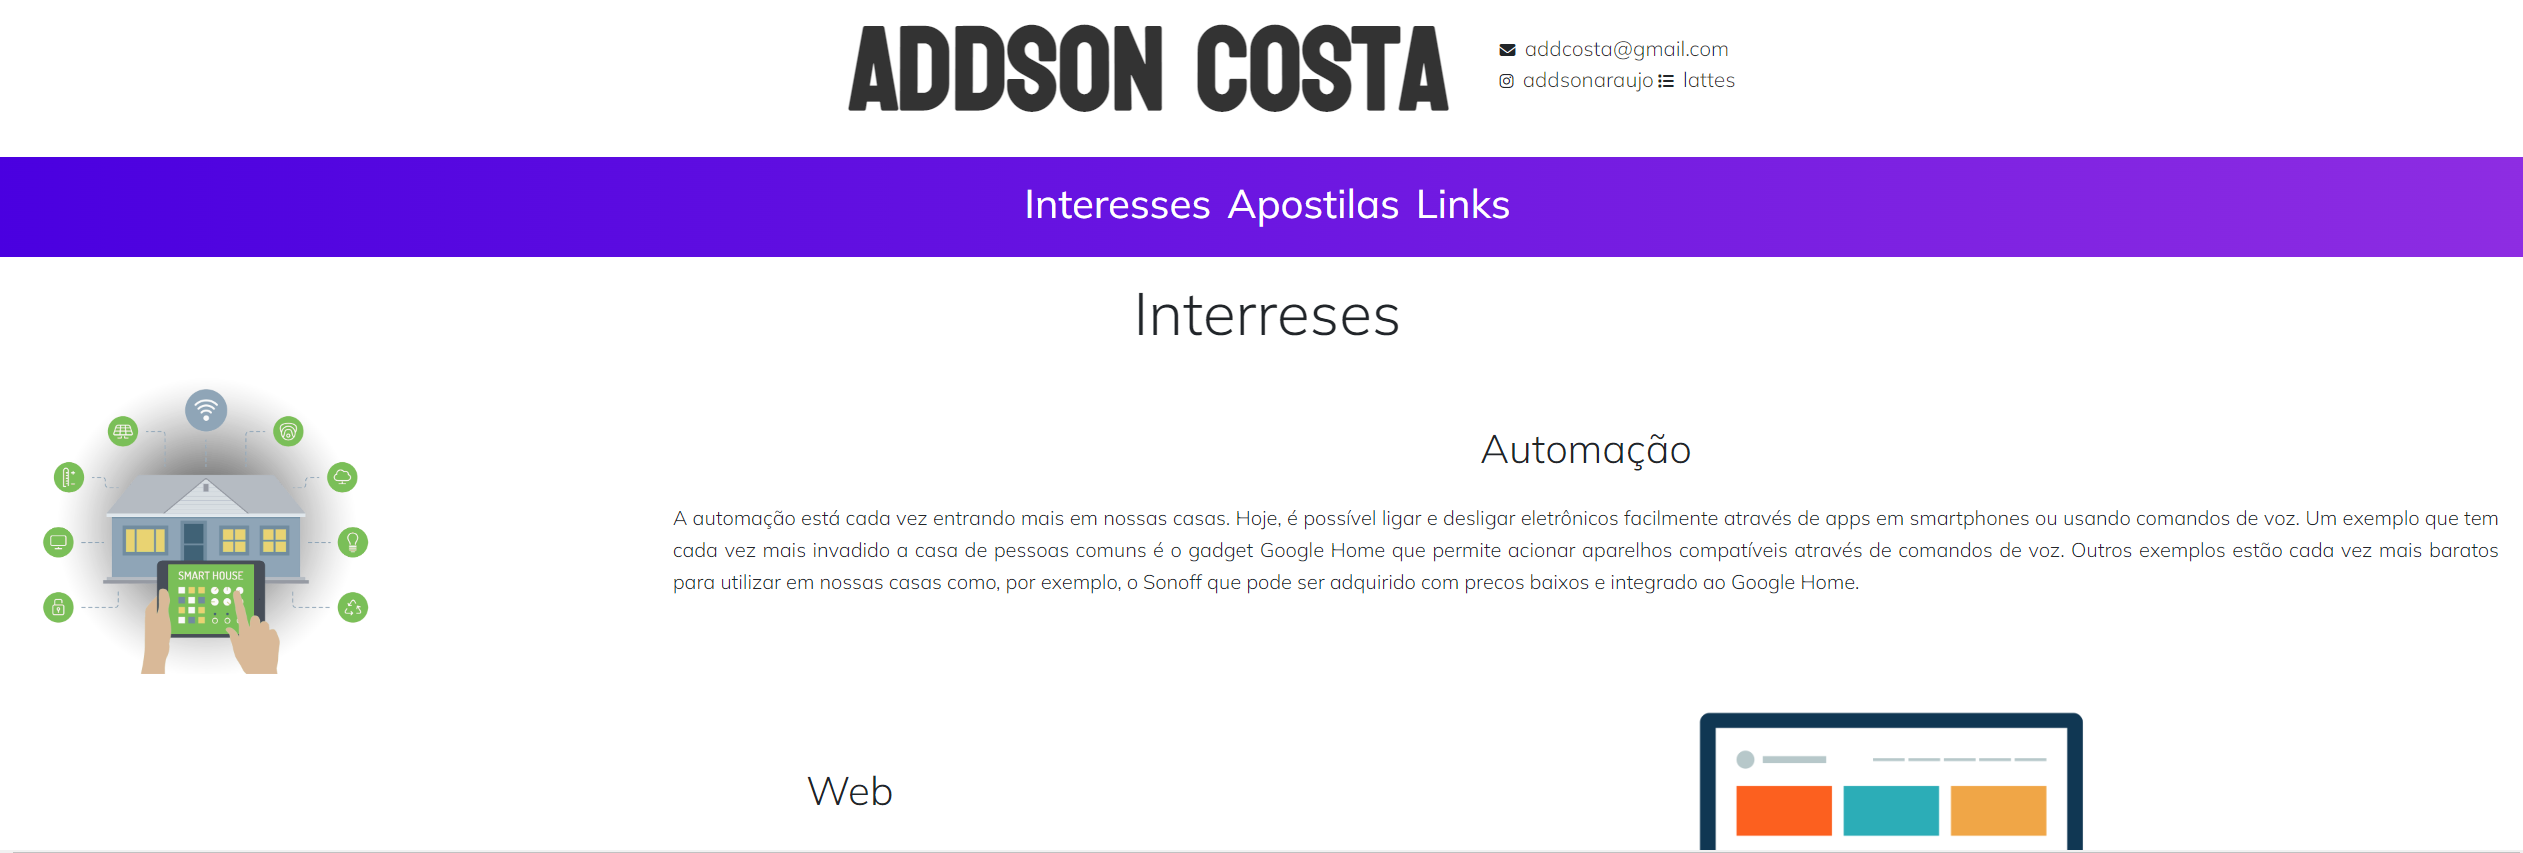 ADDSON COSTA
addcosta@gmail.com
addsonaraujo lattes
Interesses Apostilas Links
Interreses
SMART HOUSE
Automação
A automação está cada vez entrando mais em nossas casas. Hoje, é possível ligar e desligar eletrônicos facilmente através de apps em smartphones ou usando comandos de voz. Um exemplo que tem
cada vez mais invadido a casa de pessoas comuns é o gadget Google Home que permite acionar aparelhos compatíveis através de comandos de voz. Outros exemplos estão cada vez mais baratos
para utilizar em nossas casas como, por exemplo, o Sonoff que pode ser adquirido com precos baixos e integrado ao Google Home.
Web